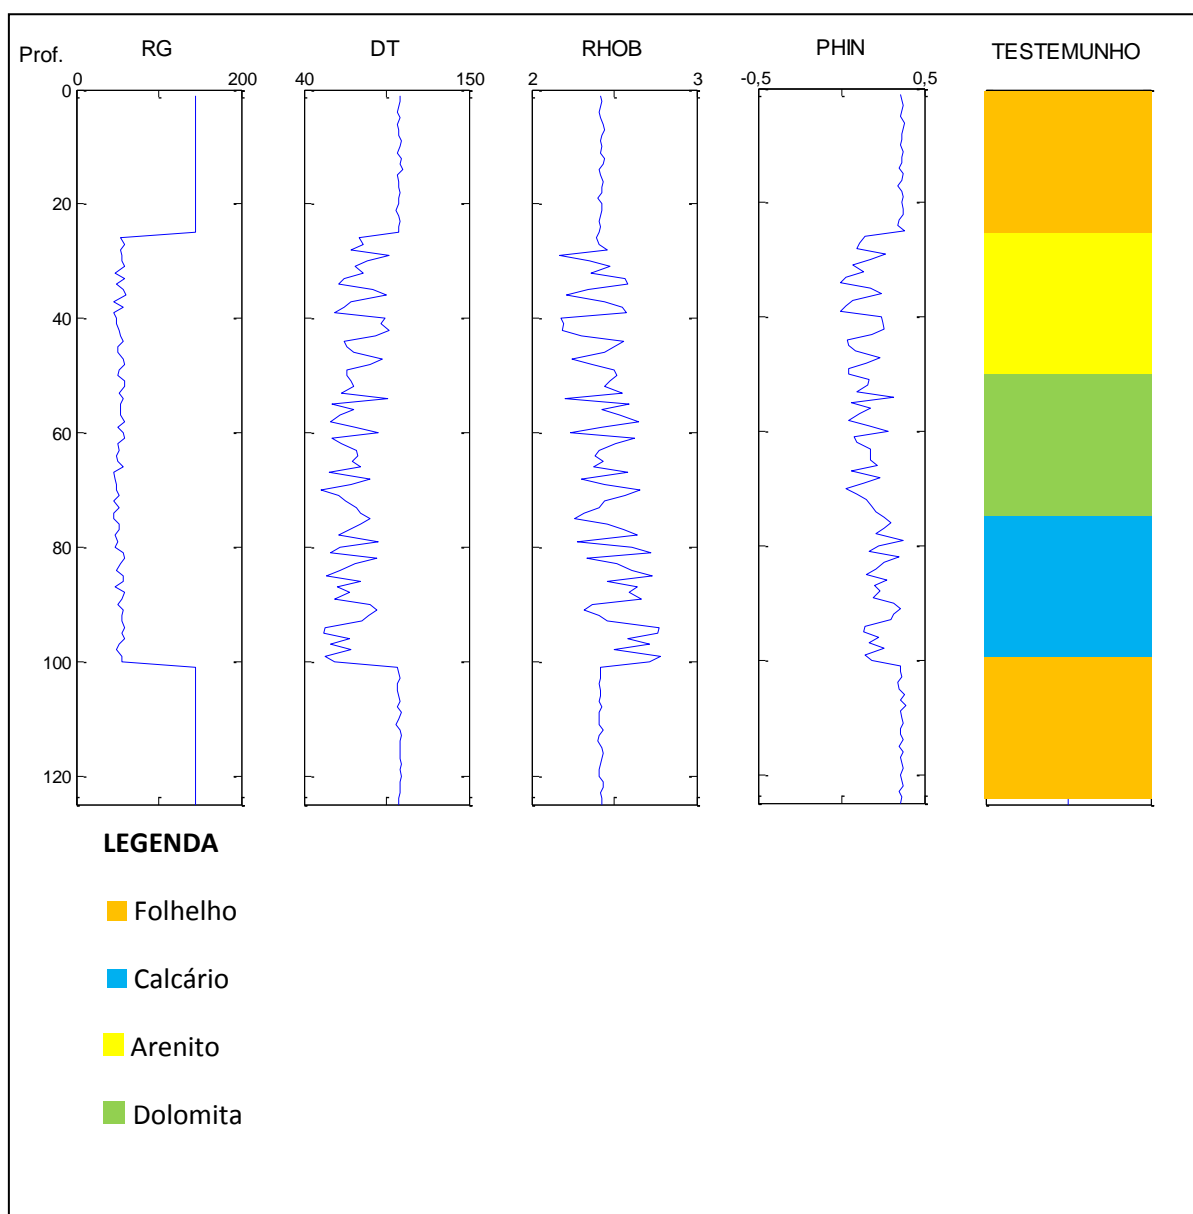 Prof. RG DT RHOB PHIN TESTEMUNHO
0 200 40 150 2 3 -0,5 0,5
0
20
40
60
80
100
120
LEGENDA
Folhelho
Calcário
Arenito
Dolomita